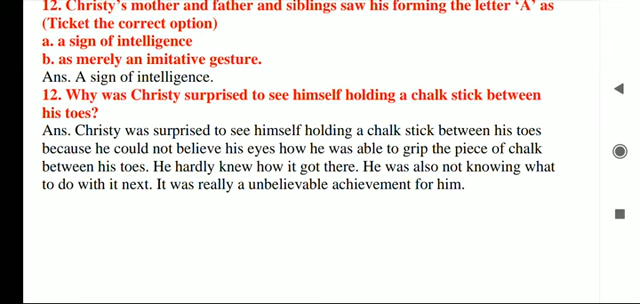 12. Christy's mother and father and siblings saw his forming the letter ‘A’ as
(Ticket the correct option)
a. a sign of intelligence
b. as merely an imitative gesture.
Ans. A sign of intelligence.
12. Why was Christy surprised to see himself holding a chalk stick between
his toes?
Ans. Christy was surprised to see himself holding a chalk stick between his toes
because he could not believe his eyes how he was able to grip the piece of chalk
between his toes. He hardly knew how it got there. He was also not knowing what
to do with it next. It was really a unbelievable achievement for him.